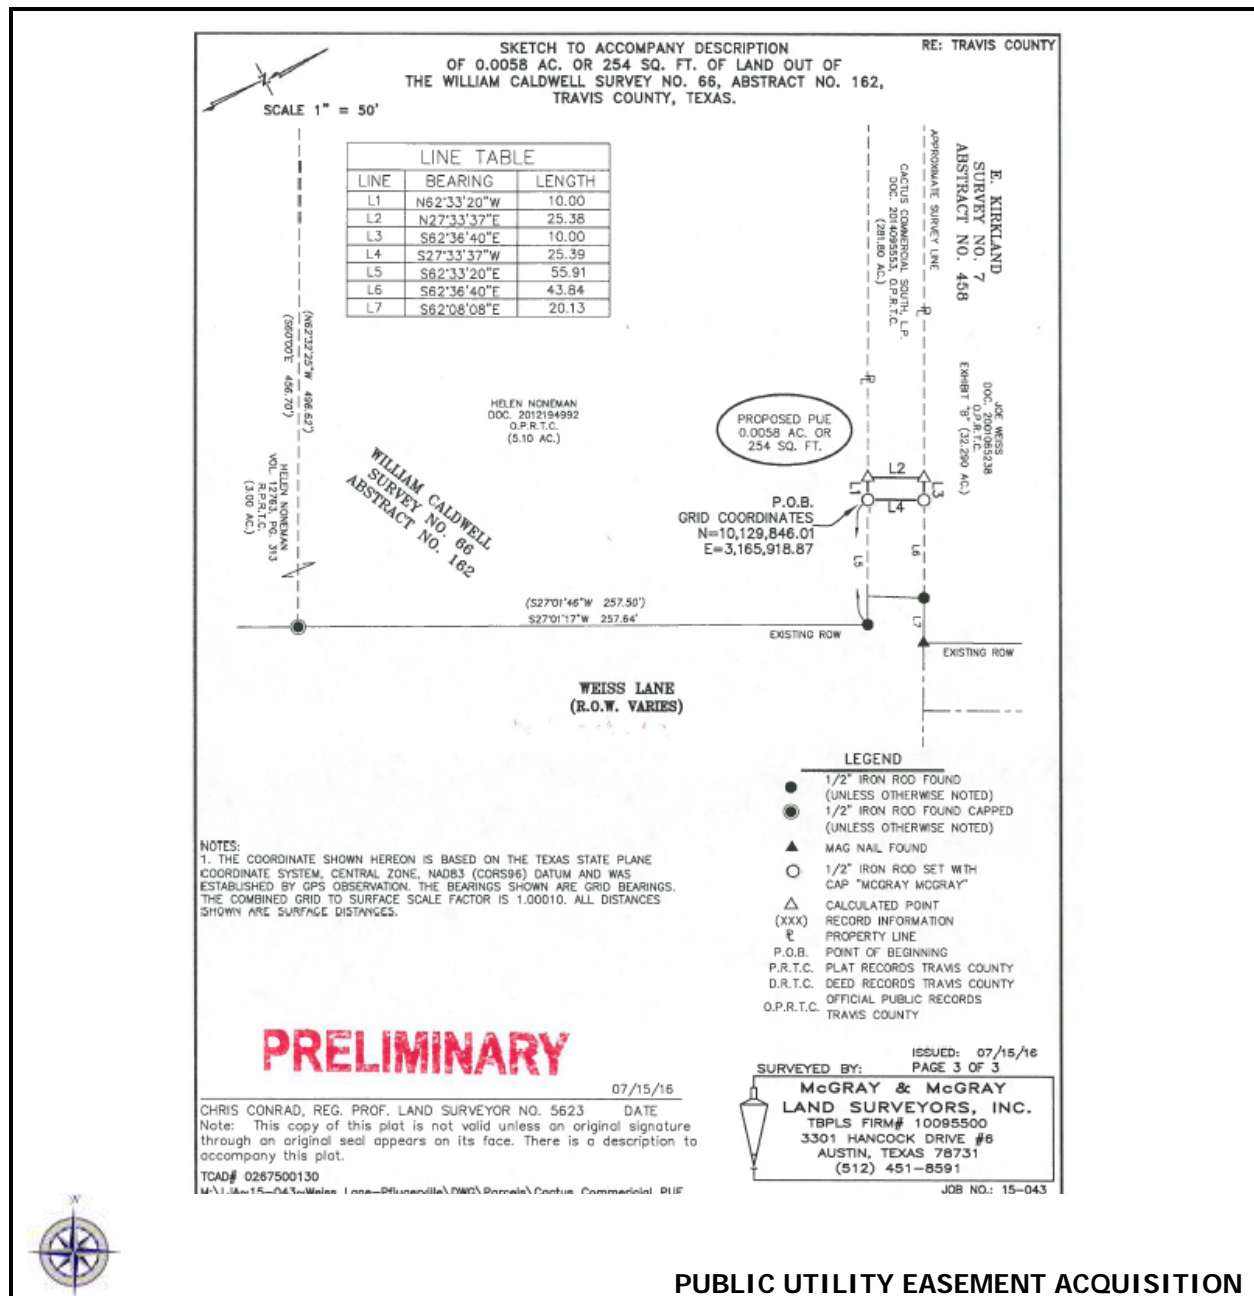 SKETCH TO ACCOMPANY DESCRIPTION
OF 0.0058 AC. OR 254 SQ. FT. OF LAND OUT OF
THE WILLIAM CALDWELL SURVEY NO. 66, ABSTRACT NO. 162,
TRAVIS COUNTY, TEXAS.
RE: TRAVIS COUNTY
SCALE 1" = 50'
LINE TABLE
LINE BEARING LENGTH
L1 N62°33'20"W 10.00
L2 N27°33'37"E 25.38
L3 S62°36'40"E 10.00
L4 S27°33'37"W 25.39
L5 S62°33'20"E 55.91
L6 S62°36'40"E 43.84
L7 S62°08'08"E 20.13
E. KIRKLAND
SURVEY NO. 7
ABSTRACT NO. 458
APPROXIMATE SURVEY LINE
CACTUS COMMERCIAL SOUTH, L.P.
DOC. 2014095553, O.P.R.T.C.
(281.80 AC.)
JOE WEISS
DOC. 2001065238
O.P.R.T.C.
EXHIBIT "B" (32.290 AC.)
(N62°32'25"W 496.62')
(S60°00'E 456.70')
HELEN NONEMAN
DOC. 2012194992
O.P.R.T.C.
(5.10 AC.)
PROPOSED PUE
0.0058 AC. OR
254 SQ. FT.
WILLIAM CALDWELL
SURVEY NO. 66
ABSTRACT NO. 162
HELEN NONEMAN
VOL. 12763, PG. 313
R.P.R.T.C.
(3.00 AC.)
L2
L1
L3
L4
P.O.B.
GRID COORDINATES
N=10,129,846.01
E=3,165,918.87
L5
L6
L7
(S27°01'46"W 257.50')
S27°01'17"W 257.64'
EXISTING ROW
EXISTING ROW
WEISS LANE
(R.O.W. VARIES)
LEGEND
1/2" IRON ROD FOUND
(UNLESS OTHERWISE NOTED)
1/2" IRON ROD FOUND CAPPED
(UNLESS OTHERWISE NOTED)
MAG NAIL FOUND
1/2" IRON ROD SET WITH
CAP "MCGRAY MCGRAY"
CALCULATED POINT
(XXX) RECORD INFORMATION
PROPERTY LINE
P.O.B. POINT OF BEGINNING
P.R.T.C. PLAT RECORDS TRAVIS COUNTY
D.R.T.C. DEED RECORDS TRAVIS COUNTY
O.P.R.T.C. OFFICIAL PUBLIC RECORDS
TRAVIS COUNTY
NOTES:
1. THE COORDINATE SHOWN HEREON IS BASED ON THE TEXAS STATE PLANE
COORDINATE SYSTEM, CENTRAL ZONE, NAD83 (CORS96) DATUM AND WAS
ESTABLISHED BY GPS OBSERVATION. THE BEARINGS SHOWN ARE GRID BEARINGS.
THE COMBINED GRID TO SURFACE SCALE FACTOR IS 1.00010. ALL DISTANCES
SHOWN ARE SURFACE DISTANCES.
PRELIMINARY
07/15/16
CHRIS CONRAD, REG. PROF. LAND SURVEYOR NO. 5623 DATE
Note: This copy of this plat is not valid unless an original signature
through an original seal appears on its face. There is a description to
accompany this plat.
TCAD# 0267500130
M:\LJA~15-043~Weiss Lane-Pflugerville\DWG\Parcels\Cactus Commericial PUE
ISSUED: 07/15/16
SURVEYED BY: PAGE 3 OF 3
McGRAY & McGRAY
LAND SURVEYORS, INC.
TBPLS FIRM# 10095500
3301 HANCOCK DRIVE #6
AUSTIN, TEXAS 78731
(512) 451-8591
JOB NO.: 15-043
N
PUBLIC UTILITY EASEMENT ACQUISITION